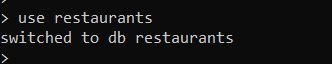 >
> use restaurants
switched to db restaurants
>